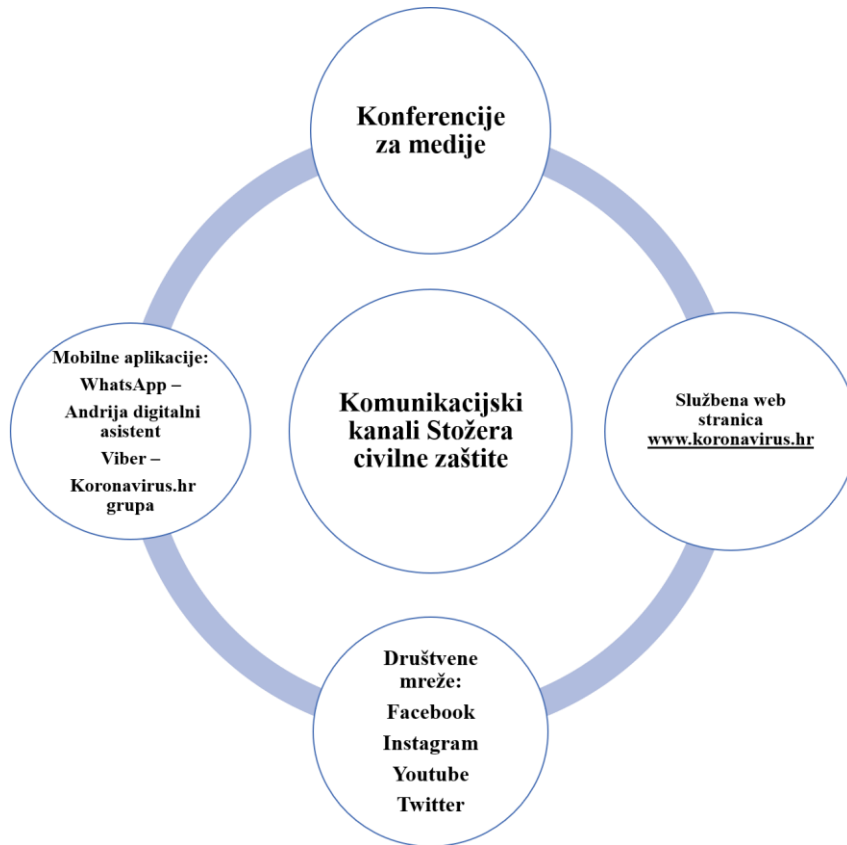 Konferencije
za medije
Mobilne aplikacije:
WhatsApp –
Andrija digitalni
asistent
Viber –
Koronavirus.hr
grupa
Komunikacijski
kanali Stožera
civilne zaštite
Službena web
stranica
www.koronavirus.hr
Društvene
mreže:
Facebook
Instagram
Youtube
Twitter